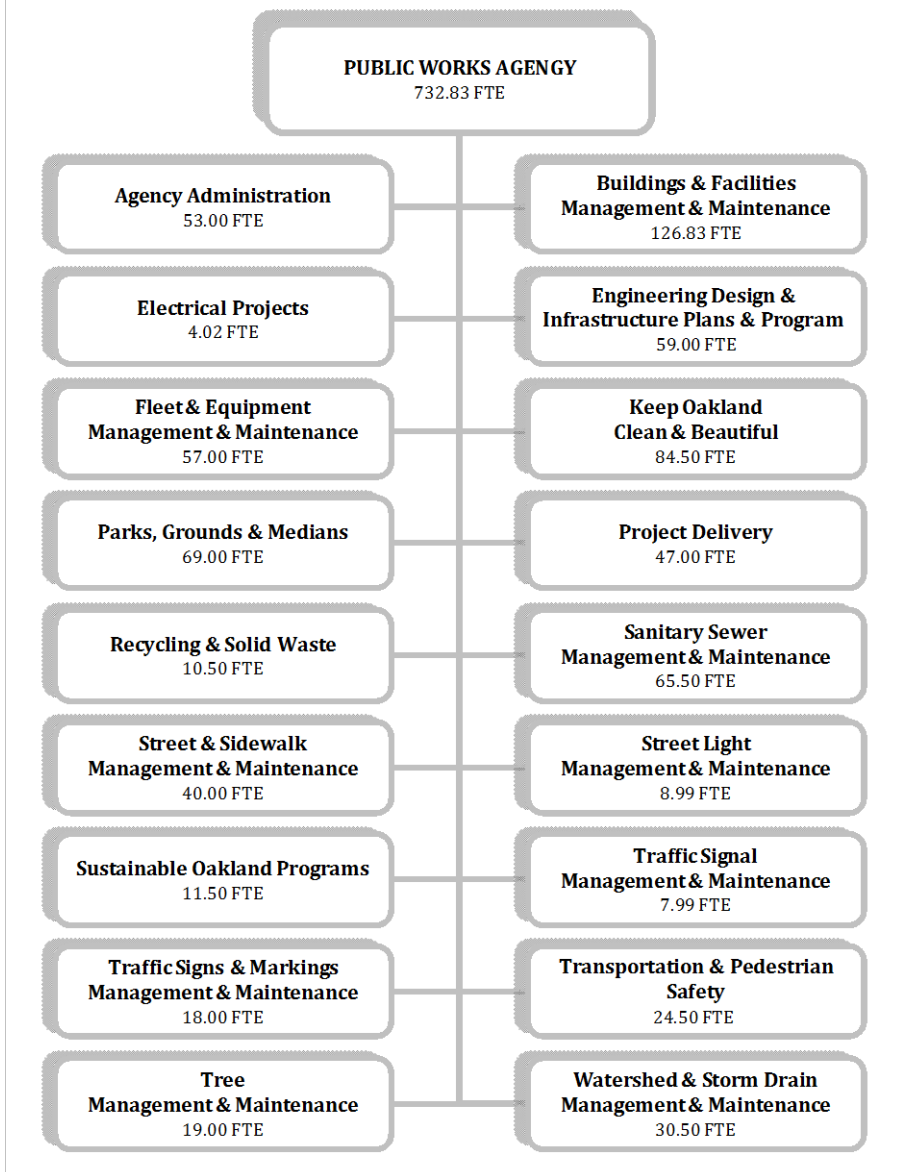 PUBLIC WORKS AGENGY
732.83 FTE
Agency Administration
53.00 FTE
Buildings & Facilities
Management & Maintenance
126.83 FTE
Electrical Projects
4.02 FTE
Engineering Design &
Infrastructure Plans & Program
59.00 FTE
Fleet & Equipment
Management & Maintenance
57.00 FTE
Keep Oakland
Clean & Beautiful
84.50 FTE
Parks, Grounds & Medians
69.00 FTE
Project Delivery
47.00 FTE
Recycling & Solid Waste
10.50 FTE
Sanitary Sewer
Management & Maintenance
65.50 FTE
Street & Sidewalk
Management & Maintenance
40.00 FTE
Street Light
Management & Maintenance
8.99 FTE
Sustainable Oakland Programs
11.50 FTE
Traffic Signal
Management & Maintenance
7.99 FTE
Traffic Signs & Markings
Management & Maintenance
18.00 FTE
Transportation & Pedestrian
Safety
24.50 FTE
Tree
Management & Maintenance
19.00 FTE
Watershed & Storm Drain
Management & Maintenance
30.50 FTE